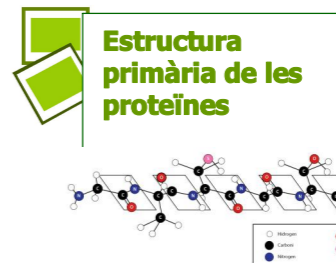 Estructura
primària de les
proteïnes
Hidrogen
Carboni
Nitrogen